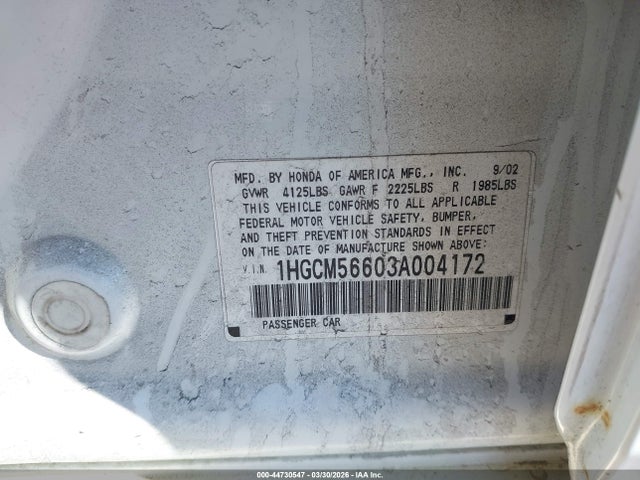 MFD. BY HONDA OF AMERICA MFG., INC. 9/02
GVWR 4125LBS GAWR F 2225LBS R 1985LBS
THIS VEHICLE CONFORMS TO ALL APPLICABLE
FEDERAL MOTOR VEHICLE SAFETY, BUMPER,
AND THEFT PREVENTION STANDARDS IN EFFECT
ON THE DATE OF MANUFACTURE SHOWN ABOVE:
V.I.N. 1HGCM56603A004172
PASSENGER CAR
000-44730547 - 03/30/2026 - IAA Inc.